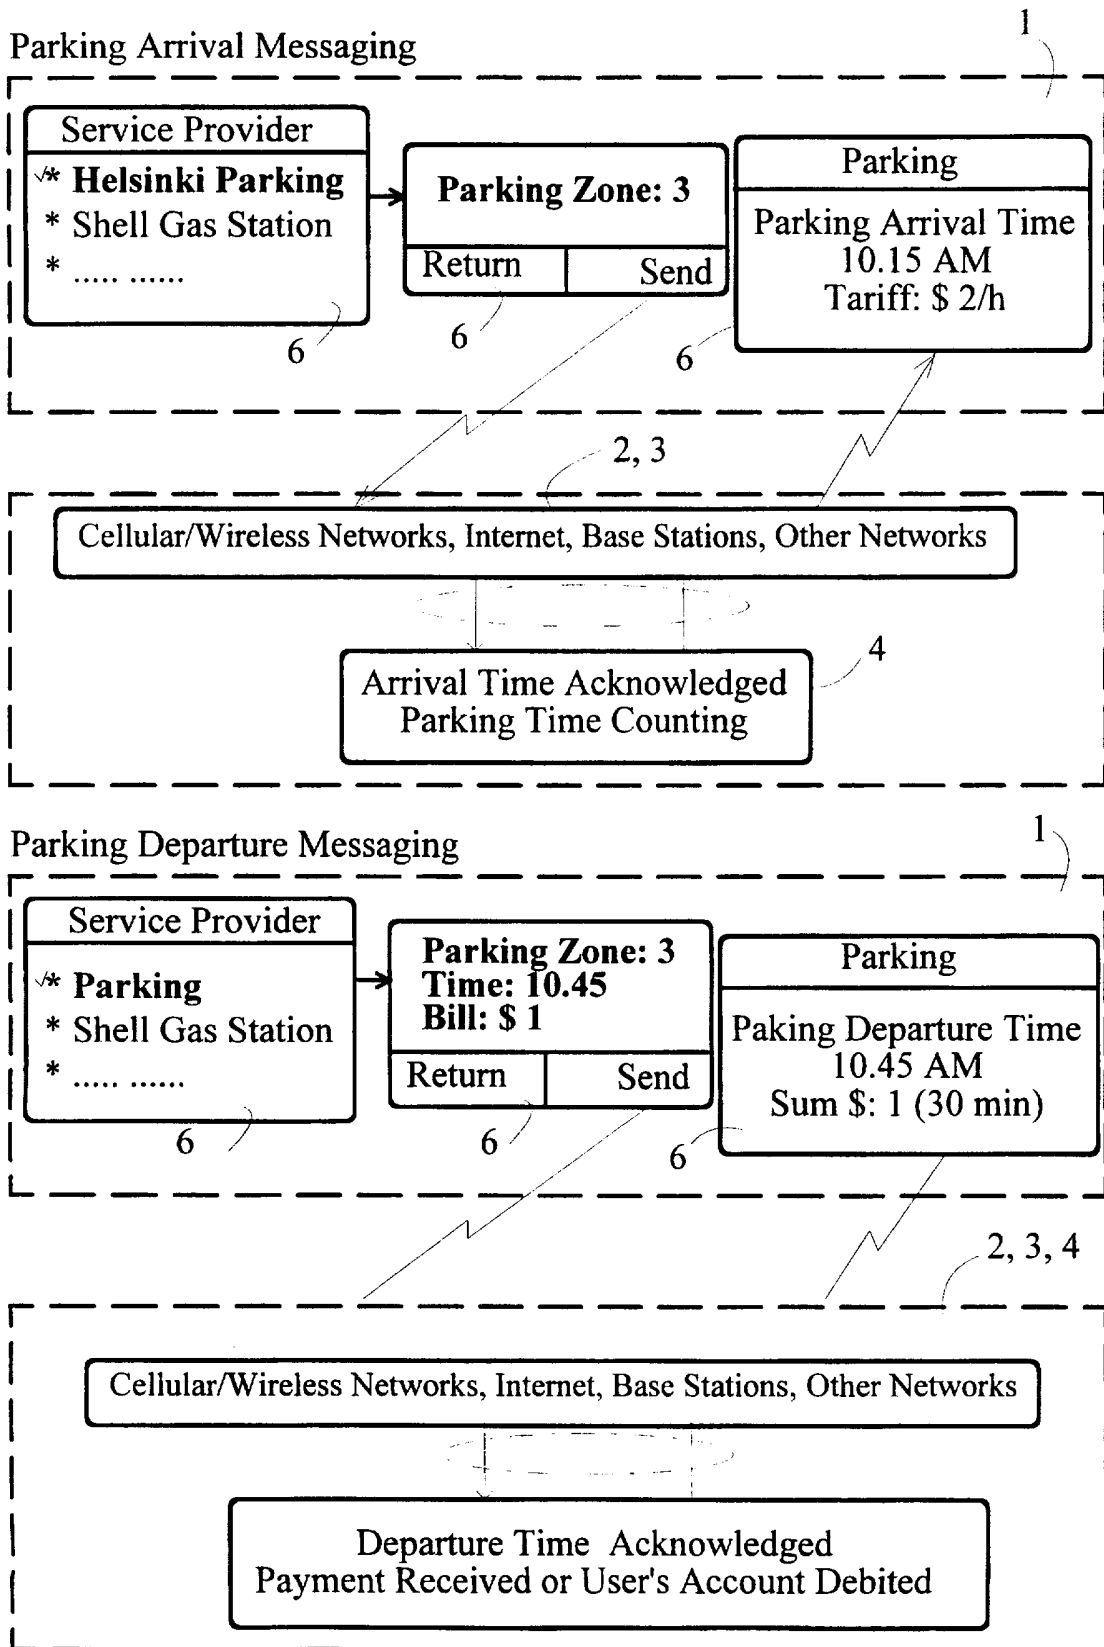 1
Parking Arrival Messaging
Service Provider
* Helsinki Parking
* Shell Gas Station
* ..... ......
6
Parking Zone: 3
Return Send
6
Parking
Parking Arrival Time
10.15 AM
Tariff: $ 2/h
6
2, 3
Cellular/Wireless Networks, Internet, Base Stations, Other Networks
4
Arrival Time Acknowledged
Parking Time Counting
1
Parking Departure Messaging
Service Provider
* Parking
* Shell Gas Station
* ..... ......
6
Parking Zone: 3
Time: 10.45
Bill: $ 1
Return Send
6
Parking
Paking Departure Time
10.45 AM
Sum $: 1 (30 min)
6
2, 3, 4
Cellular/Wireless Networks, Internet, Base Stations, Other Networks
Departure Time Acknowledged
Payment Received or User's Account Debited